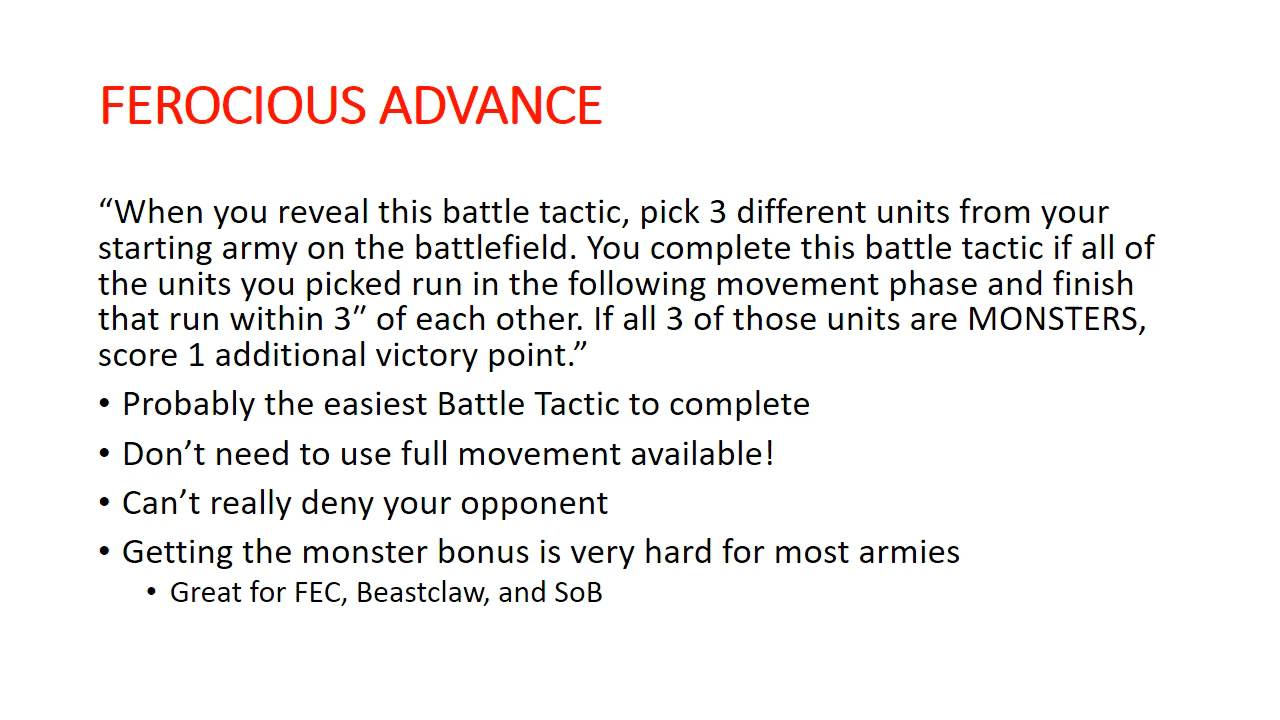 FEROCIOUS ADVANCE
“When you reveal this battle tactic, pick 3 different units from your
starting army on the battlefield. You complete this battle tactic if all of
the units you picked run in the following movement phase and finish
that run within 3” of each other. If all 3 of those units are MONSTERS,
score 1 additional victory point.”
• Probably the easiest Battle Tactic to complete
• Don’t need to use full movement available!
• Can’t really deny your opponent
• Getting the monster bonus is very hard for most armies
• Great for FEC, Beastclaw, and SoB